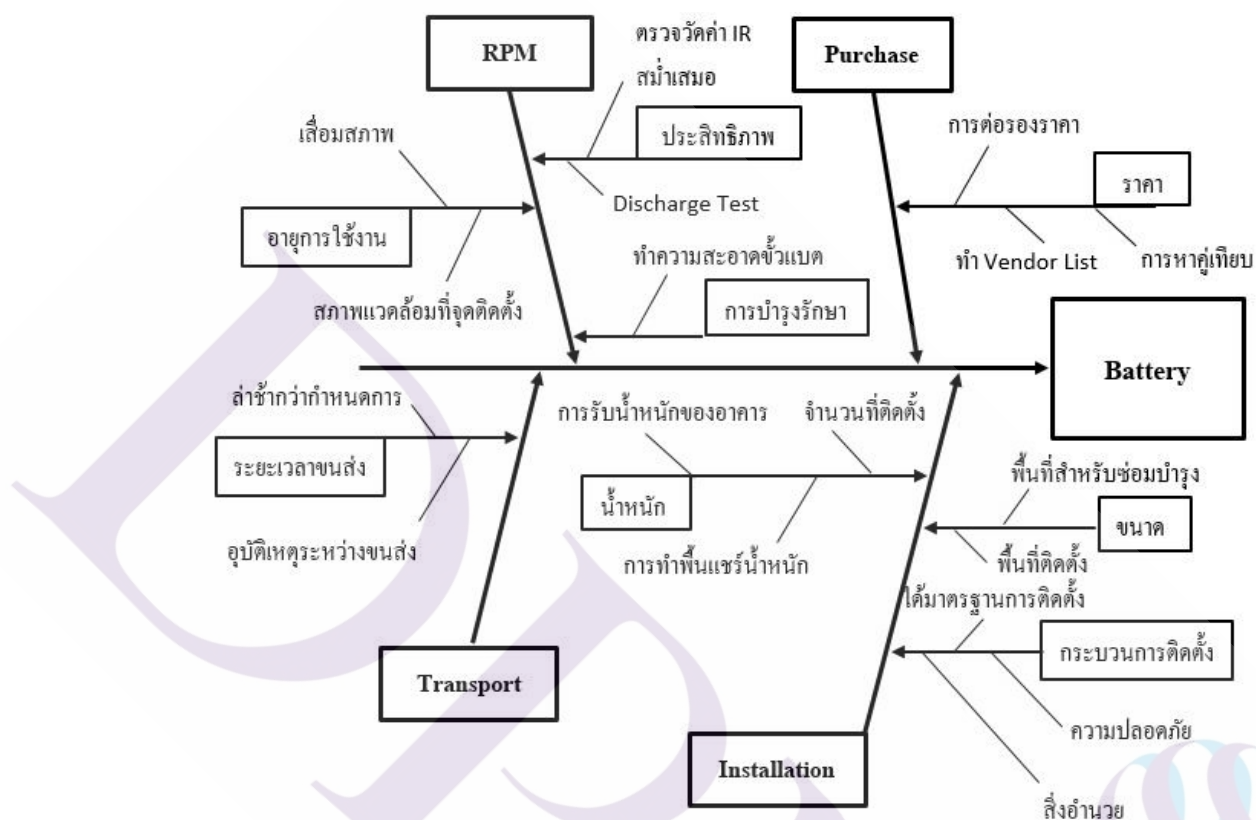 RPM
ตรวจวัดค่า IR
สม่ำเสมอ
Purchase
เสื่อมสภาพ
ประสิทธิภาพ
การต่อรองราคา
ราคา
Discharge Test
อายุการใช้งาน
ทำความสะอาดขั้วแบต
ทำ Vendor List
การหาคู่เทียบ
สภาพแวดล้อมที่จุดติดตั้ง
การบำรุงรักษา
Battery
ล่าช้ากว่ากำหนดการ
การรับน้ำหนักของอาคาร
จำนวนที่ติดตั้ง
ระยะเวลาขนส่ง
พื้นที่สำหรับซ่อมบำรุง
น้ำหนัก
ขนาด
อุบัติเหตุระหว่างขนส่ง
การทำพื้นแชร์น้ำหนัก
พื้นที่ติดตั้ง
ได้มาตรฐานการติดตั้ง
กระบวนการติดตั้ง
Transport
ความปลอดภัย
Installation
สิ่งอำนวย